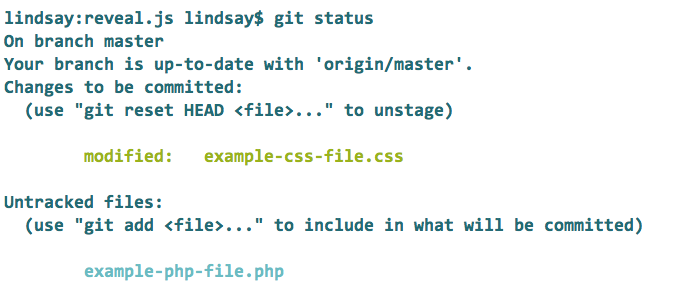 lindsay:reveal.js lindsay$ git status
On branch master
Your branch is up-to-date with 'origin/master'.
Changes to be committed:
  (use "git reset HEAD <file>..." to unstage)
        modified:   example-css-file.css
Untracked files:
  (use "git add <file>..." to include in what will be committed)
        example-php-file.php